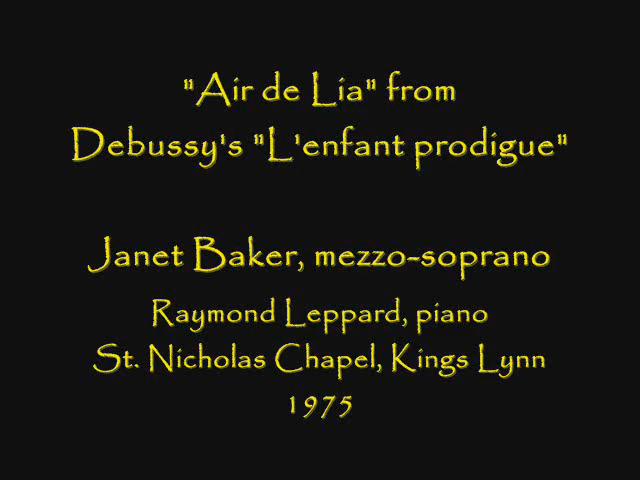 "Air de Lia" from
Debussy's "L'enfant prodigue"
Janet Baker, mezzo-soprano
Raymond Leppard, piano
St. Nicholas Chapel, Kings Lynn
1975